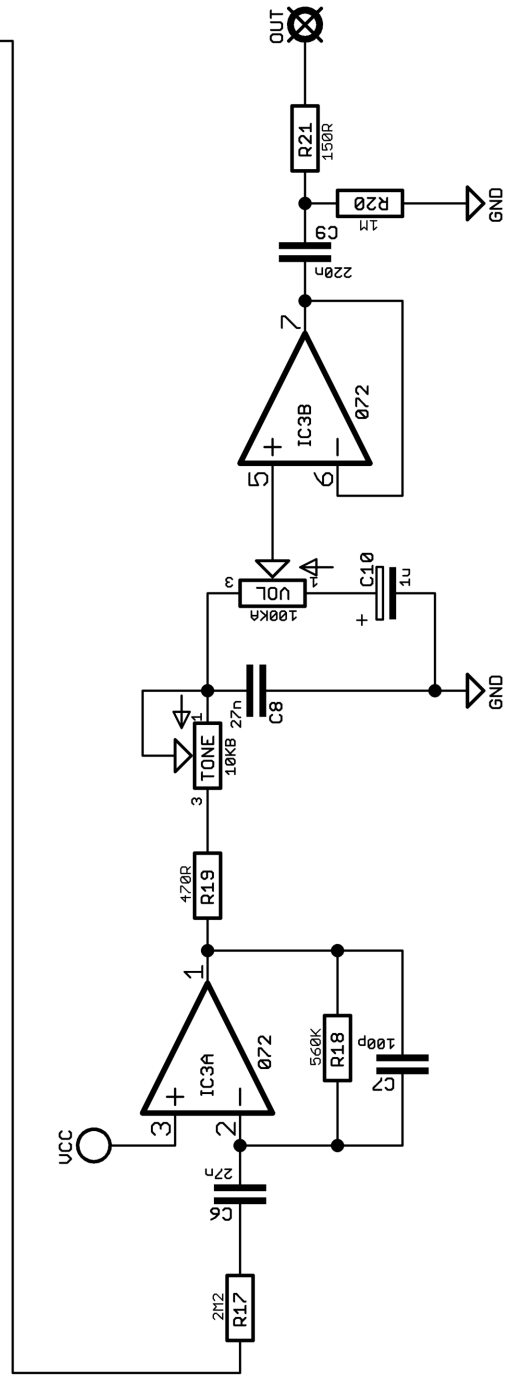 OUT
R21
150R
R20
1M
GND
C9
220n
7
IC3B
072
+
-
5
6
3
VOL
1
100KA
C10
1u
+
1
TONE
10KB
3
27n
C8
GND
470R
R19
1
IC3A
072
+
-
3
2
VCC
560K
R18
100p
C7
27n
C6
2M2
R17